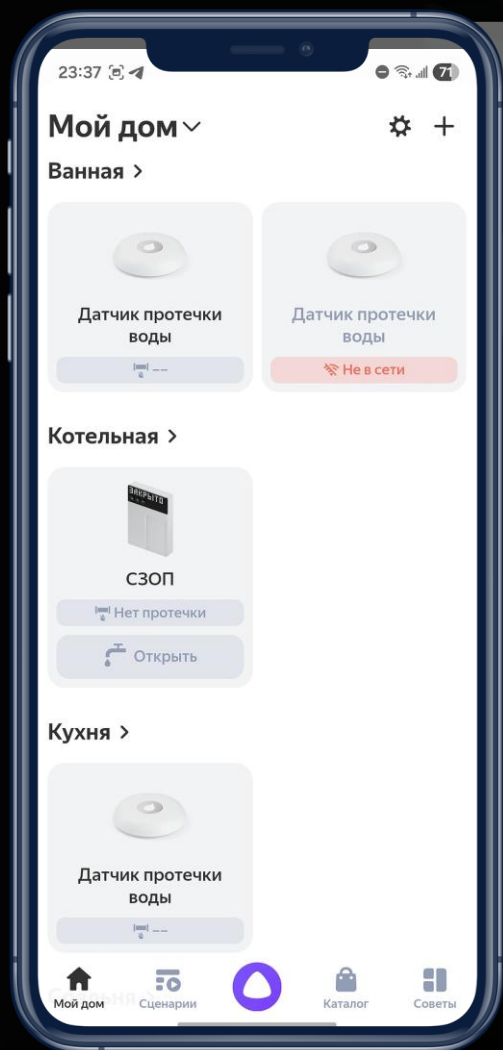 23:37
71
Мой дом
Ванная >
Датчик протечки
воды
--
Датчик протечки
воды
Не в сети
Котельная >
ЗАКРЫТО
СЗОП
Нет протечки
Открыть
Кухня >
Датчик протечки
воды
--
Мой дом
Сценарии
Каталог
Советы